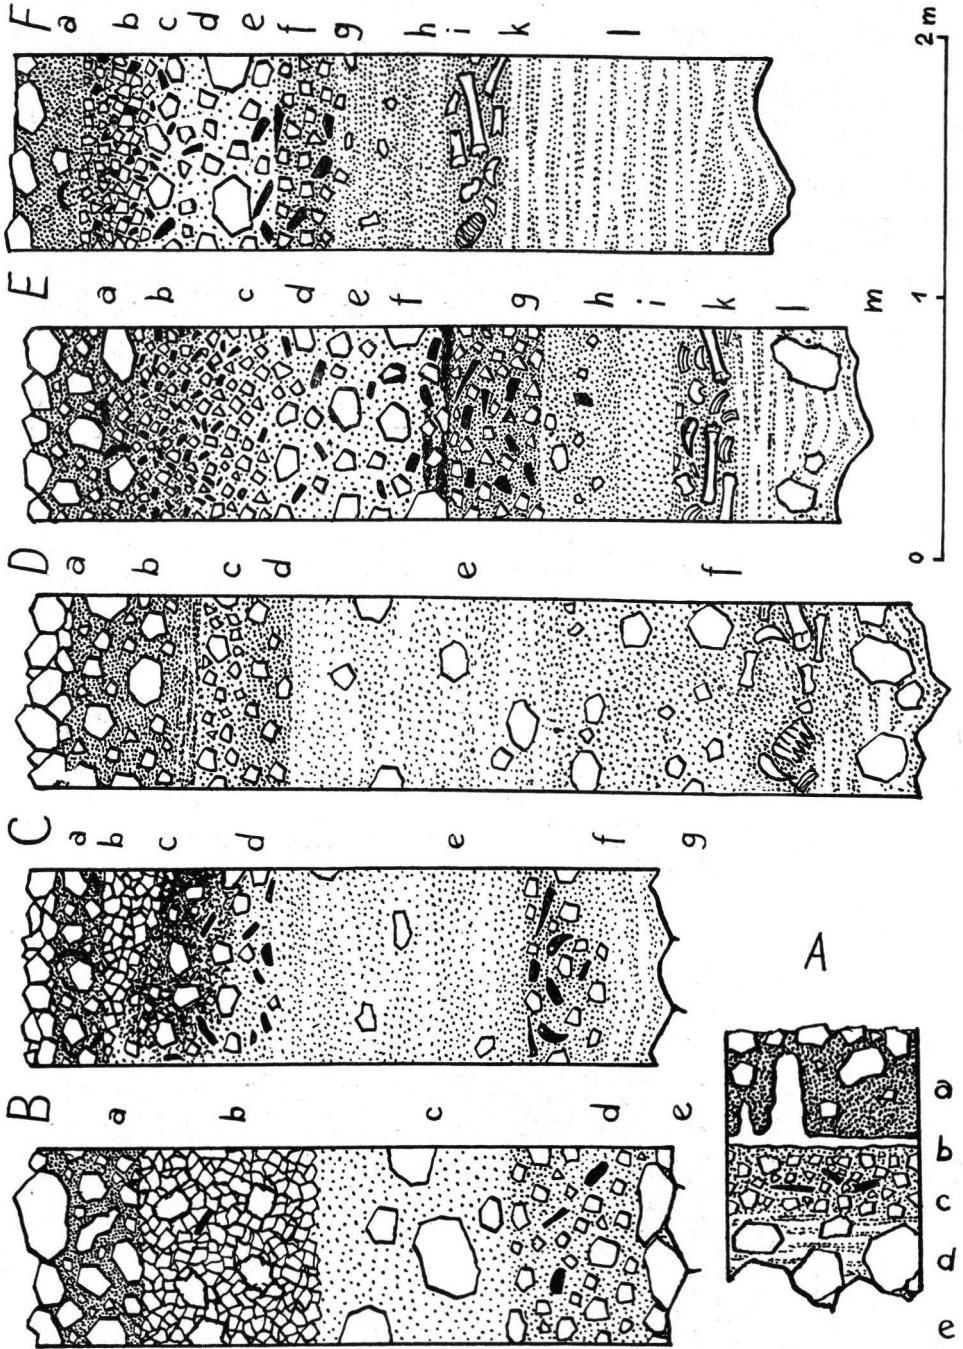 F
a b c d e f g h i k l
E
a b c d e f g h i k l m
D
a b c d e f
C
a b c d e f g
B
a b c d e
A
a b c d e
0 1 2 m